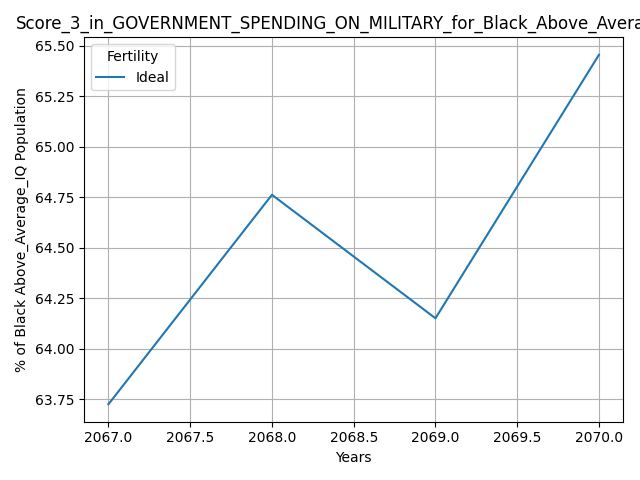 Score_3_in_GOVERNMENT_SPENDING_ON_MILITARY_for_Black_Above_Avera
Fertility
Ideal
65.50
65.25
65.00
64.75
64.50
64.25
64.00
63.75
% of Black Above_Average_IQ Population
2067.0 2067.5 2068.0 2068.5 2069.0 2069.5 2070.0
Years